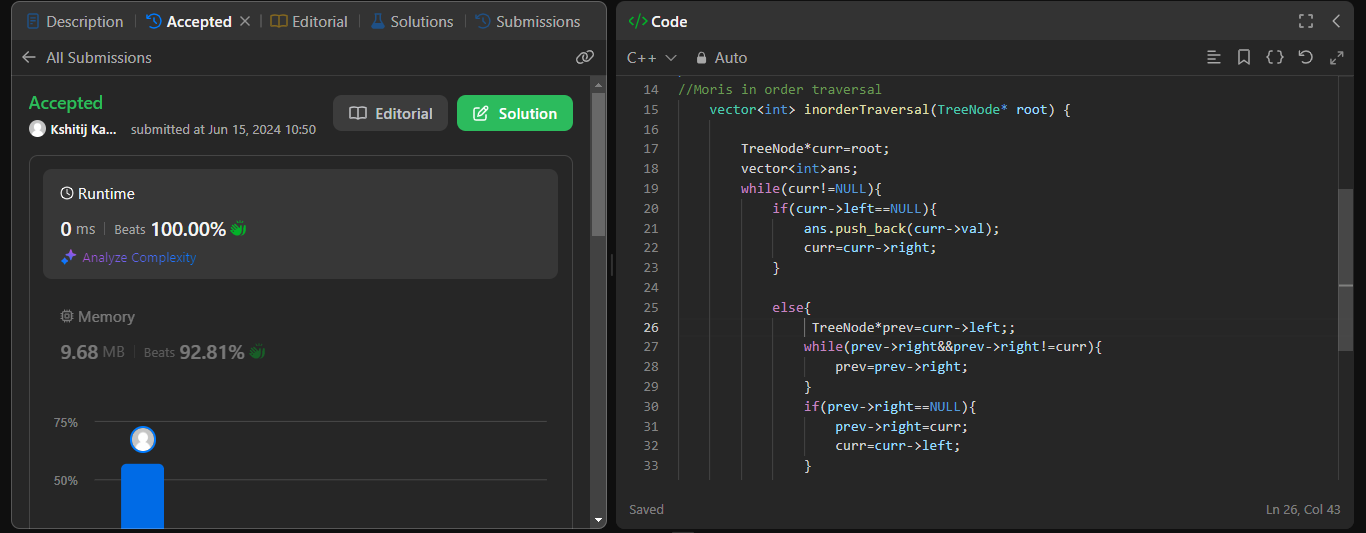 Description
Accepted
Editorial
Solutions
Submissions
All Submissions
Accepted
Kshitij Ka... submitted at Jun 15, 2024 10:50
Editorial
Solution
Runtime
0 ms Beats 100.00%
Analyze Complexity
Memory
9.68 MB Beats 92.81%
75%
50%
</> Code
C++
Auto
14 //Moris in order traversal
15 vector<int> inorderTraversal(TreeNode* root) {
16
17 TreeNode*curr=root;
18 vector<int>ans;
19 while(curr!=NULL){
20 if(curr->left==NULL){
21 ans.push_back(curr->val);
22 curr=curr->right;
23 }
24
25 else{
26 TreeNode*prev=curr->left;;
27 while(prev->right&&prev->right!=curr){
28 prev=prev->right;
29 }
30 if(prev->right==NULL){
31 prev->right=curr;
32 curr=curr->left;
33 }
Saved
Ln 26, Col 43